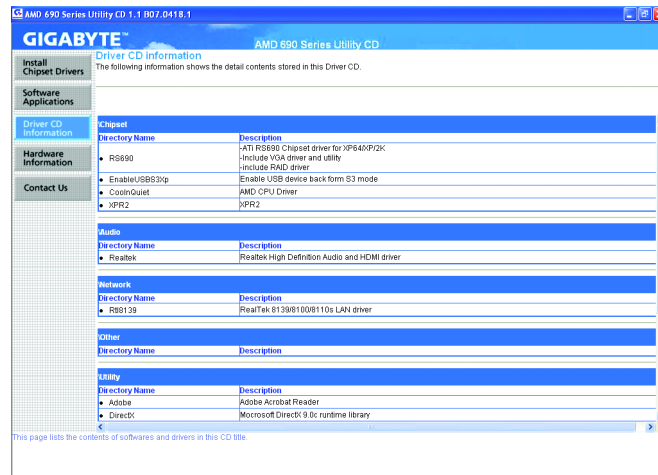 AMD 690 Series Utility CD 1.1 B07.0418.1
GIGABYTE™
AMD 690 Series Utility CD
Install
Chipset Drivers
Software
Applications
Driver CD
Information
Hardware
Information
Contact Us
Driver CD information
The following information shows the detail contents stored in this Driver CD.
\Chipset
Directory Name Description
• RS690
-ATi RS690 Chipset driver for XP64/XP/2K
-Include VGA driver and utility
-include RAID driver
• EnableUSBS3Xp Enable USB device back form S3 mode
• CoolnQuiet AMD CPU Driver
• XPR2 XPR2
\Audio
Directory Name Description
• Realtek Realtek High Definition Audio and HDMI driver
\Network
Directory Name Description
• Rtl8139 RealTek 8139/8100/8110s LAN driver
\Other
Directory Name Description
\Utility
Directory Name Description
• Adobe Adobe Acrobat Reader
• DirectX Mocrosoft DirectX 9.0c runtime library
This page lists the contents of softwares and drivers in this CD title.